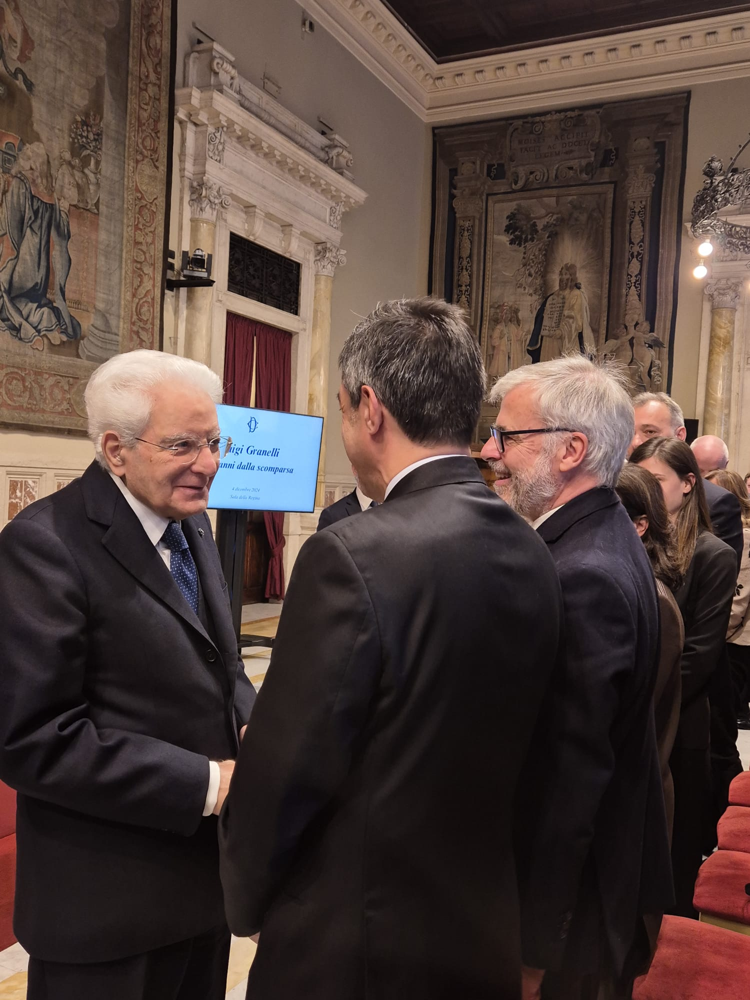 MOISES ACCIPIT
FACIT AC DOCET
LEGEM
igi Granelli
anni dalla scomparsa
4 dicembre 2024
Sala della Regina